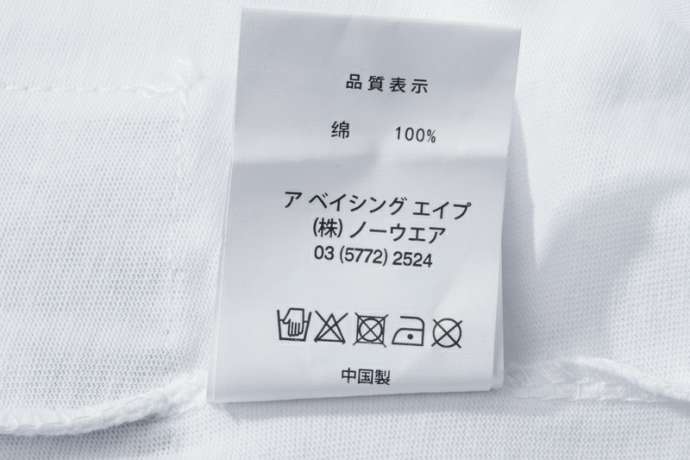 品質表示
綿 100%
ア ベイシング エイプ
(株) ノーウエア
03 (5772) 2524
中国製